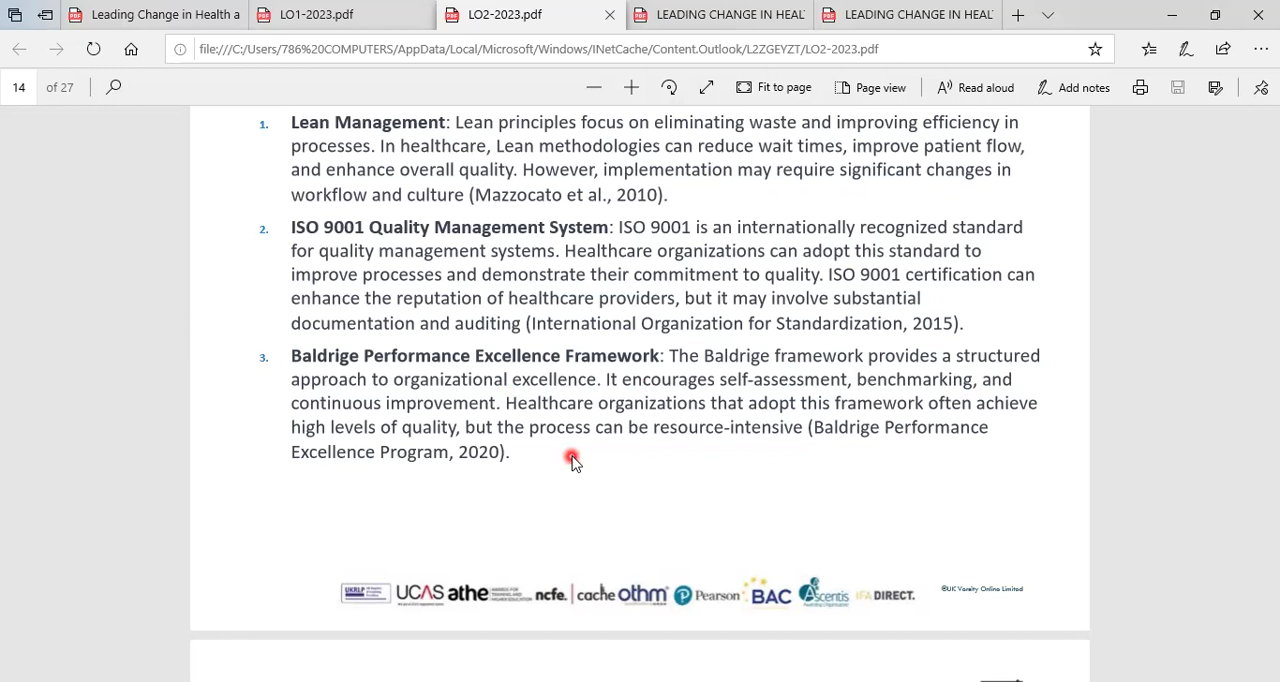 Leading Change in Health a
LO1-2023.pdf
LO2-2023.pdf
LEADING CHANGE IN HEAL
LEADING CHANGE IN HEAL
file:///C:/Users/786%20COMPUTERS/AppData/Local/Microsoft/Windows/INetCache/Content.Outlook/L2ZGEYZT/LO2-2023.pdf
14 of 27
Fit to page
Page view
Read aloud
Add notes
1. Lean Management: Lean principles focus on eliminating waste and improving efficiency in
processes. In healthcare, Lean methodologies can reduce wait times, improve patient flow,
and enhance overall quality. However, implementation may require significant changes in
workflow and culture (Mazzocato et al., 2010).
2. ISO 9001 Quality Management System: ISO 9001 is an internationally recognized standard
for quality management systems. Healthcare organizations can adopt this standard to
improve processes and demonstrate their commitment to quality. ISO 9001 certification can
enhance the reputation of healthcare providers, but it may involve substantial
documentation and auditing (International Organization for Standardization, 2015).
3. Baldrige Performance Excellence Framework: The Baldrige framework provides a structured
approach to organizational excellence. It encourages self-assessment, benchmarking, and
continuous improvement. Healthcare organizations that adopt this framework often achieve
high levels of quality, but the process can be resource-intensive (Baldrige Performance
Excellence Program, 2020).
UKRLP UCAS athe ncfe. cache othm Pearson BAC Ascentis IFA DIRECT.
©UK Varsity Online Limited